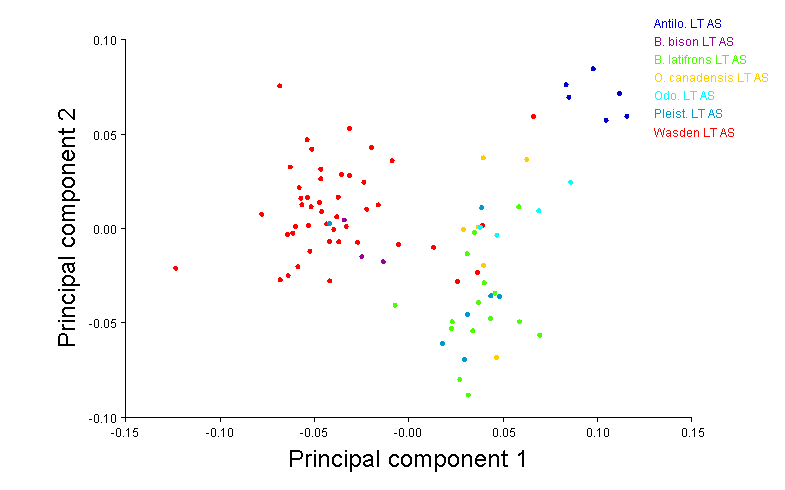 Antilo. LT AS
B. bison LT AS
B. latifrons LT AS
O. canadensis LT AS
Odo. LT AS
Pleist. LT AS
Wasden LT AS
Principal component 2
0.10
0.05
0.00
-0.05
-0.10
-0.15
-0.10
-0.05
-0.00
0.05
0.10
0.15
Principal component 1